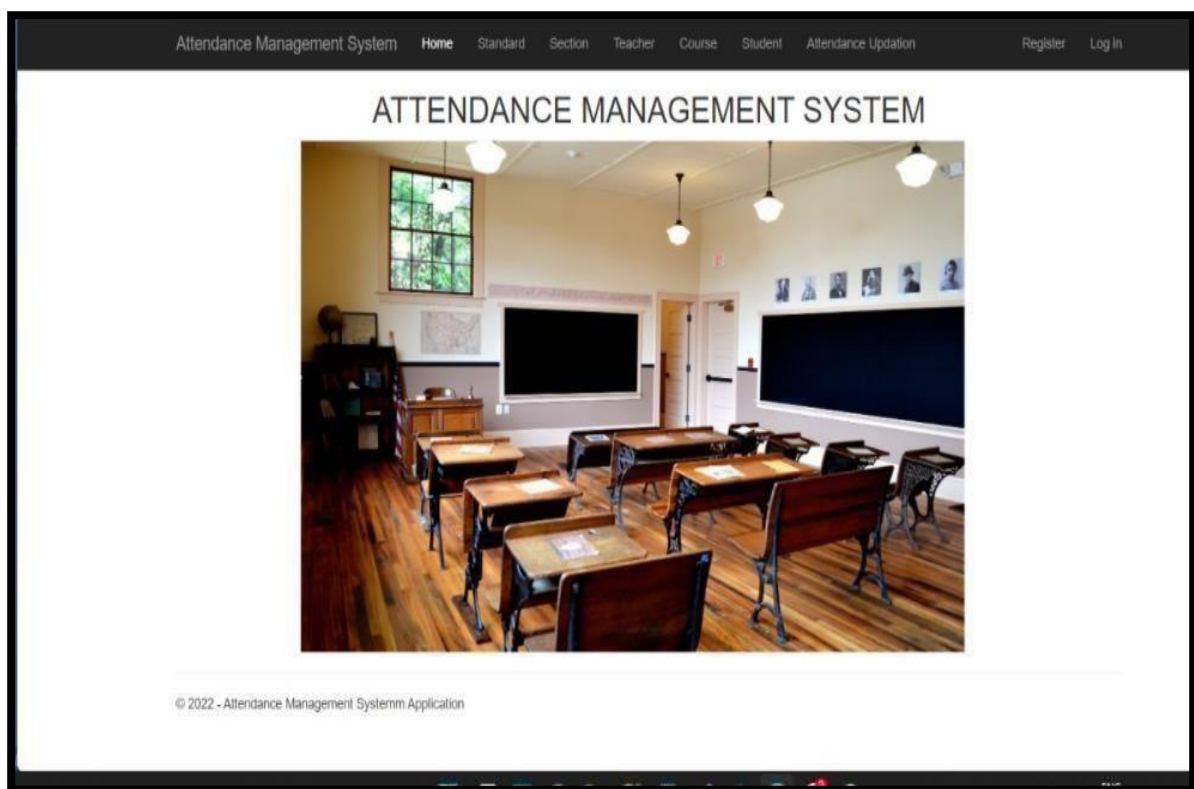 Attendance Management System Home Standard Section Teacher Course Student Attendance Updation Register Log in
ATTENDANCE MANAGEMENT SYSTEM
© 2022 - Attendance Management Systemm Application